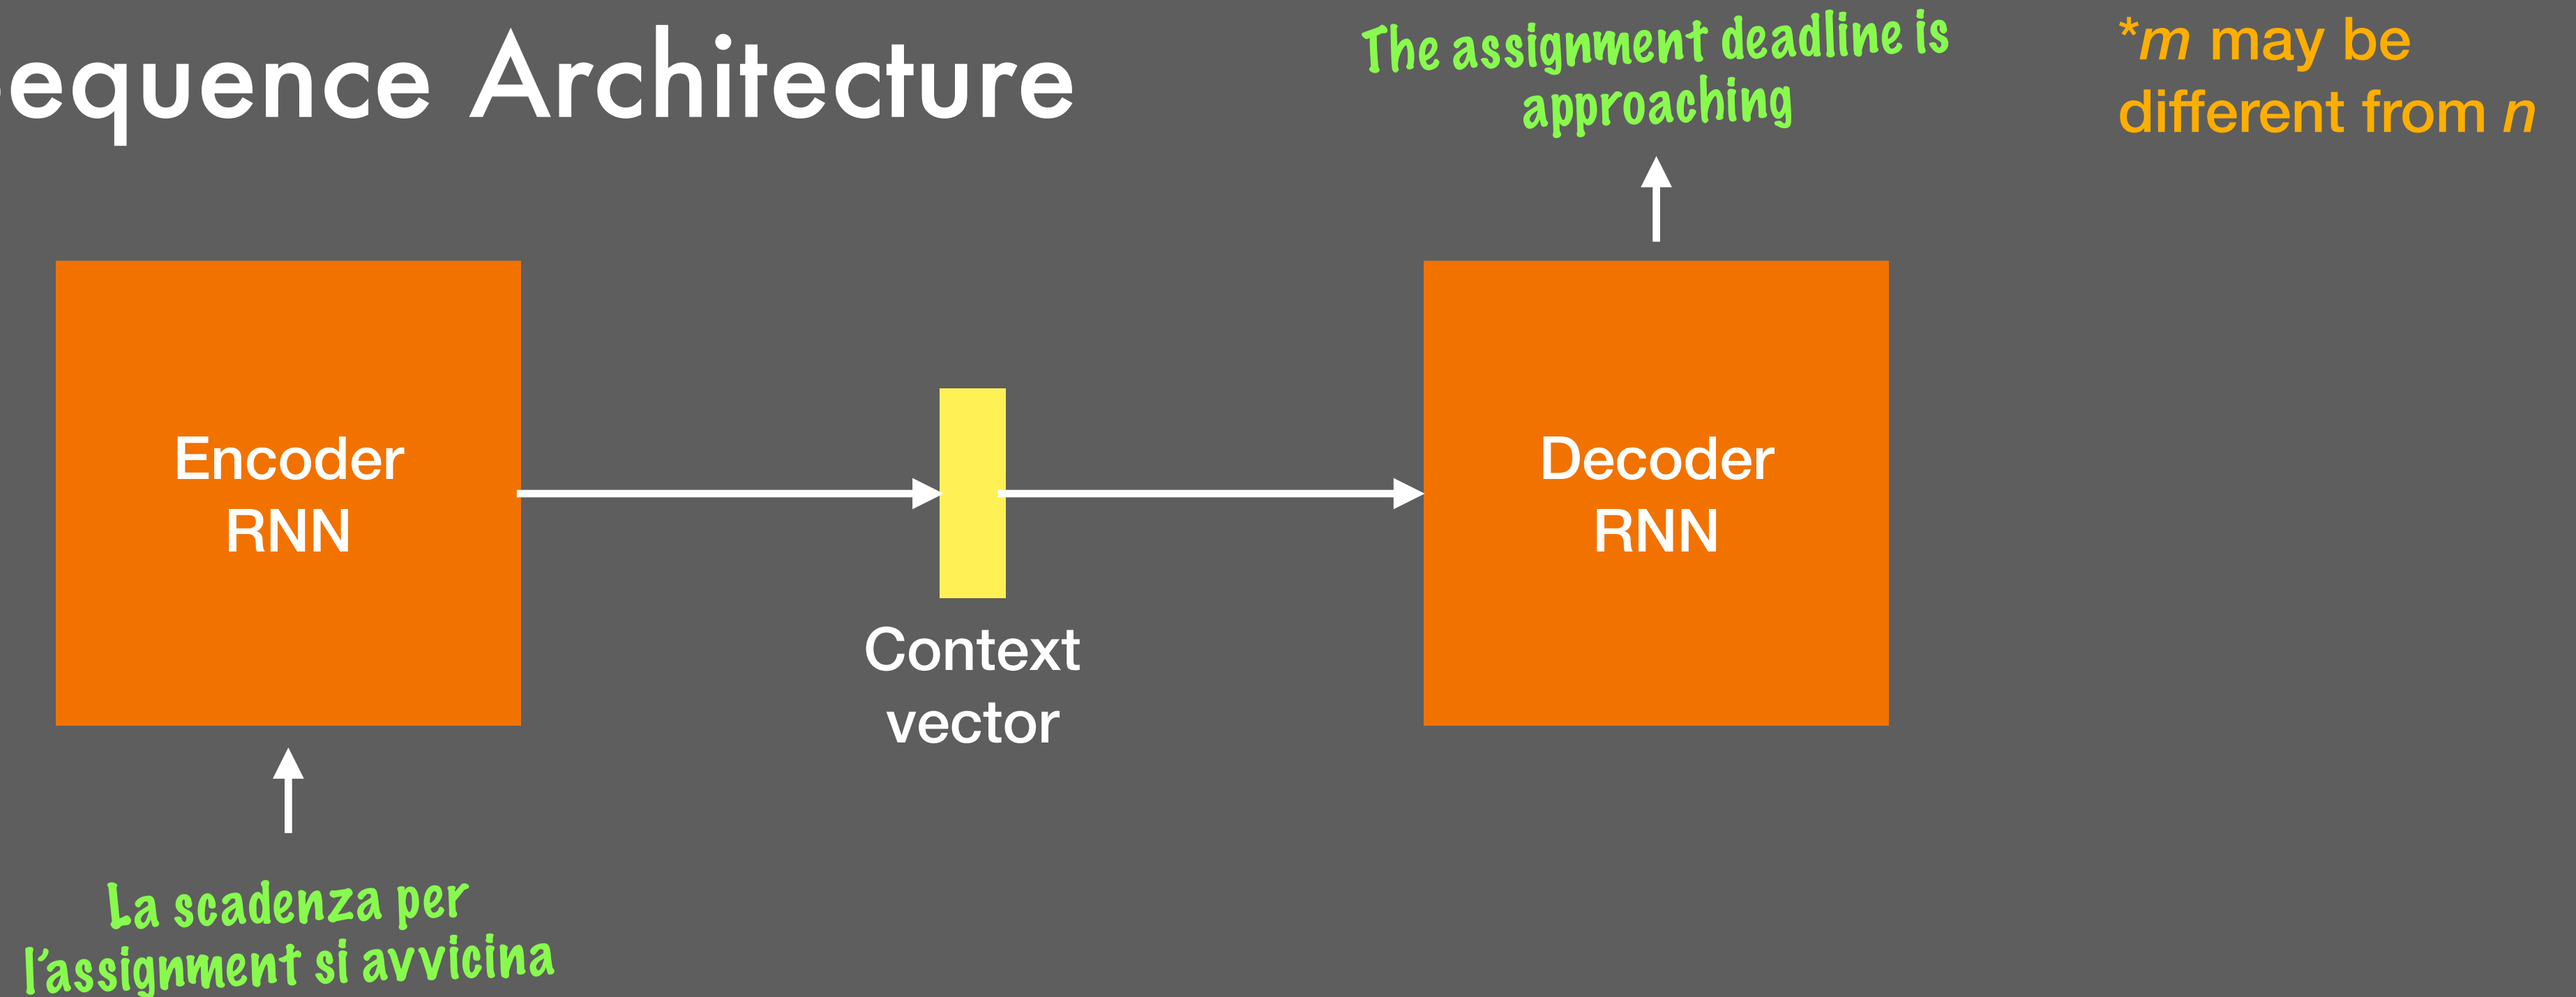 equence Architecture
The assignment deadline is
approaching
*m may be
different from n
Encoder
RNN
Context
vector
Decoder
RNN
La scadenza per
l'assignment si avvicina